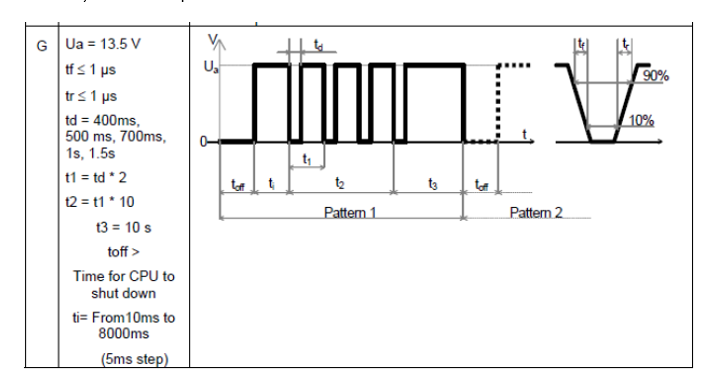 G
Ua = 13.5 V
tf ≤ 1 µs
tr ≤ 1 µs
td = 400ms,
500 ms, 700ms,
1s, 1.5s
t1 = td * 2
t2 = t1 * 10
t3 = 10 s
toff >
Time for CPU to
shut down
ti= From10ms to
8000ms
(5ms step)
V
td
Ua
0
t
t1
toff ti t2 t3 toff
Pattern 1 Pattern 2
tf tr
90%
10%